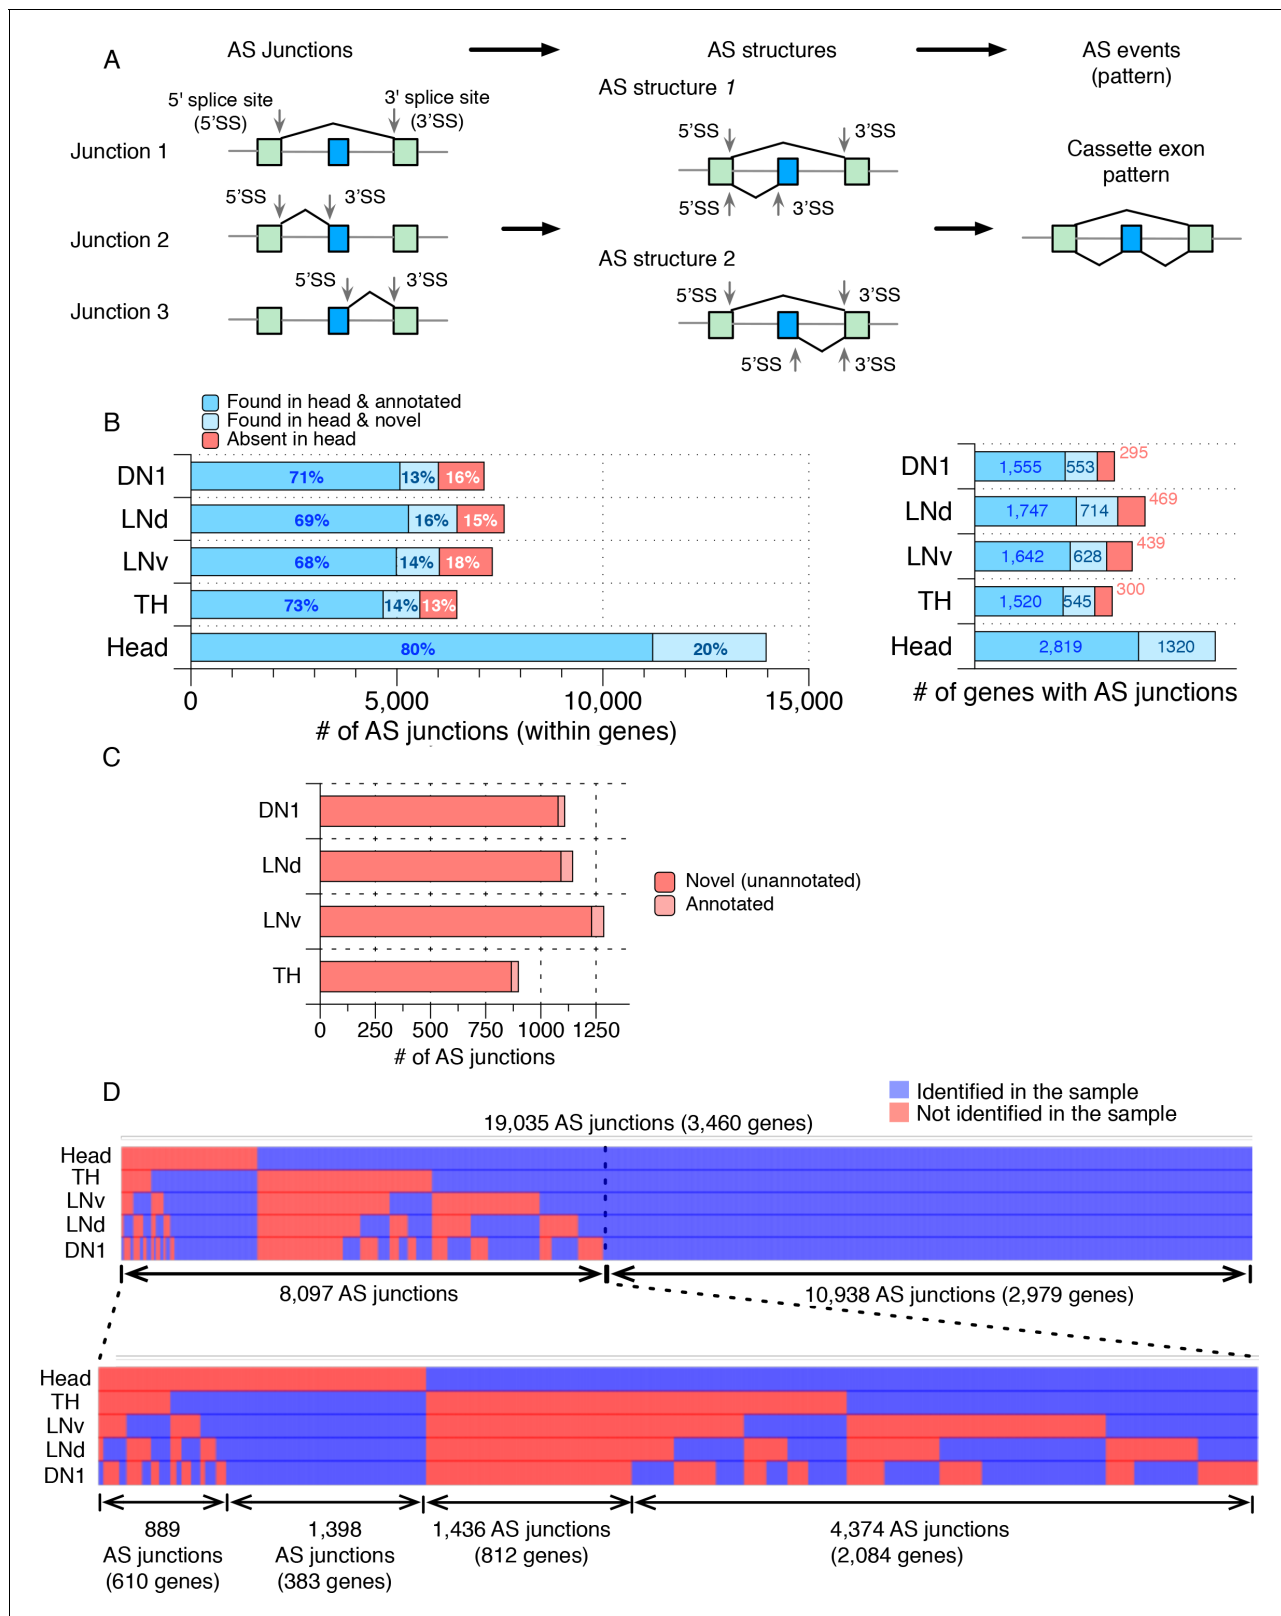 A
AS Junctions
AS structures
AS events
(pattern)
AS structure 1
5' splice site
(5'SS)
3' splice site
(3'SS)
Junction 1
5'SS
3'SS
5'SS
3'SS
Cassette exon
pattern
5'SS
3'SS
Junction 2
AS structure 2
5'SS
3'SS
Junction 3
5'SS
3'SS
5'SS
3'SS
B
Found in head & annotated
Found in head & novel
Absent in head
DN1
71%
13%
16%
LNd
69%
16%
15%
LNv
68%
14%
18%
TH
73%
14%
13%
Head
80%
20%
0
5,000
10,000
15,000
# of AS junctions (within genes)
DN1
1,555
553
295
LNd
1,747
714
469
LNv
1,642
628
439
TH
1,520
545
300
Head
2,819
1320
# of genes with AS junctions
C
DN1
LNd
LNv
TH
0
250
500
750
1000
1250
# of AS junctions
Novel (unannotated)
Annotated
D
Identified in the sample
Not identified in the sample
19,035 AS junctions (3,460 genes)
Head
TH
LNv
LNd
DN1
8,097 AS junctions
10,938 AS junctions (2,979 genes)
Head
TH
LNv
LNd
DN1
889
AS junctions
(610 genes)
1,398
AS junctions
(383 genes)
1,436 AS junctions
(812 genes)
4,374 AS junctions
(2,084 genes)